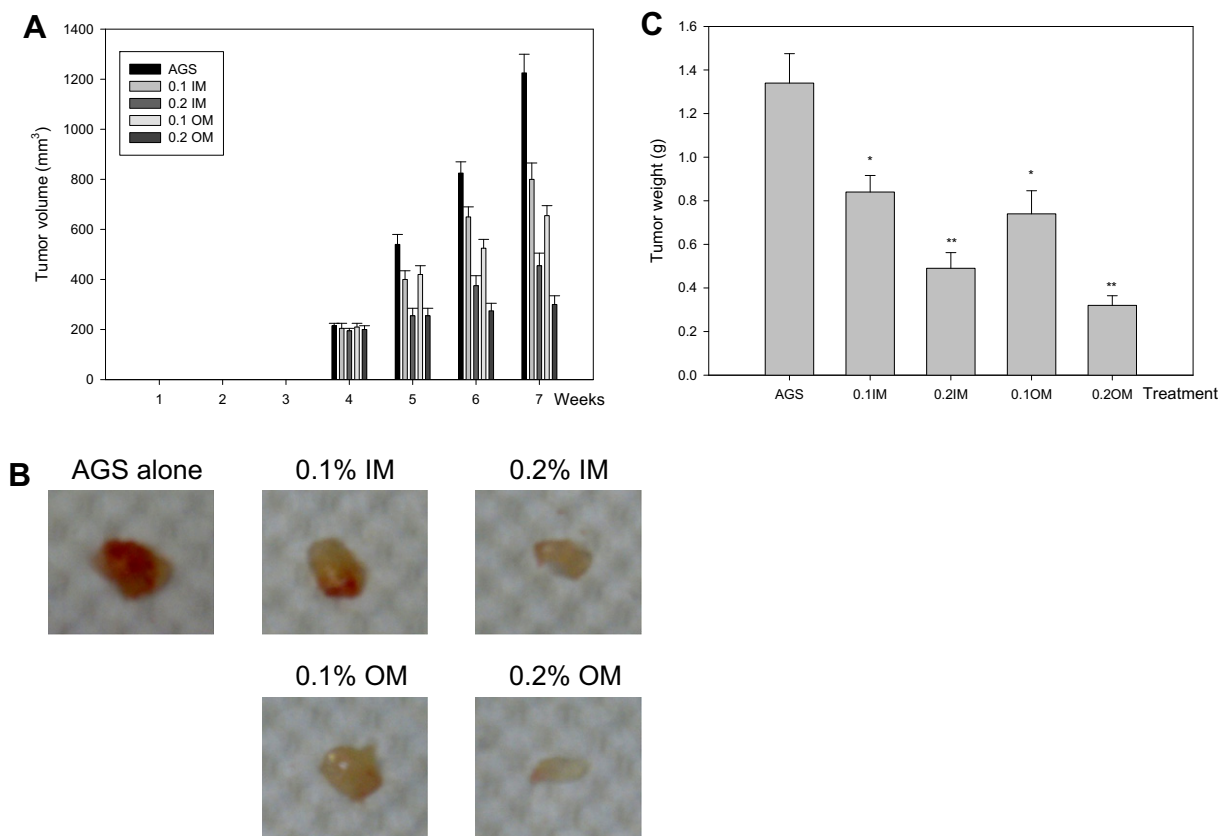 A
Tumor volume (mm³)
1400
1200
1000
800
600
400
200
0
AGS
0.1 IM
0.2 IM
0.1 OM
0.2 OM
1 2 3 4 5 6 7 Weeks
C
Tumor weight (g)
1.6
1.4
1.2
1.0
0.8
0.6
0.4
0.2
0.0
*
**
*
**
AGS 0.1IM 0.2IM 0.1OM 0.2OM Treatment
B
AGS alone 0.1% IM 0.2% IM
0.1% OM 0.2% OM